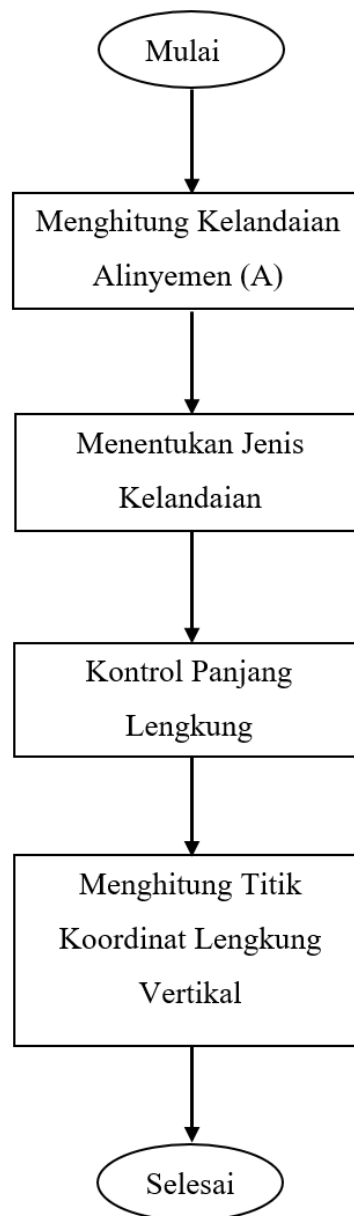 Mulai
Menghitung Kelandaian
Alinyemen (A)
Menentukan Jenis
Kelandaian
Kontrol Panjang
Lengkung
Menghitung Titik
Koordinat Lengkung
Vertikal
Selesai